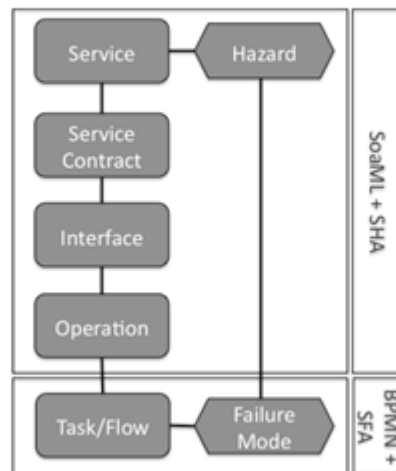 Service
Hazard
Service
Contract
Interface
Operation
Task/Flow
Failure
Mode
SoaML + SHA
BPMN +
SFA